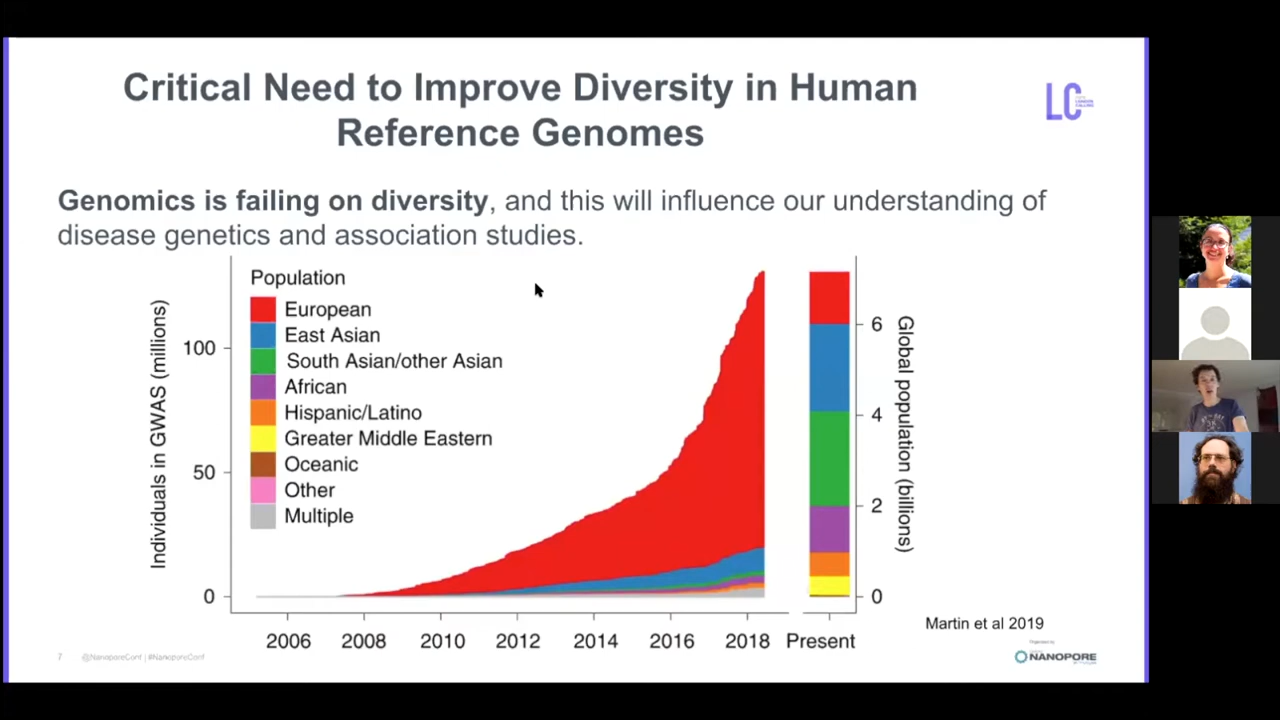 Critical Need to Improve Diversity in Human
Reference Genomes
LC
Genomics is failing on diversity, and this will influence our understanding of
disease genetics and association studies.
Individuals in GWAS (millions)
100
50
0
Population
European
East Asian
South Asian/other Asian
African
Hispanic/Latino
Greater Middle Eastern
Oceanic
Other
Multiple
6
4
2
0
Global population (billions)
2006 2008 2010 2012 2014 2016 2018 Present
Martin et al 2019
7 @NanoporeConf | #NanoporeConf
NANOPORE